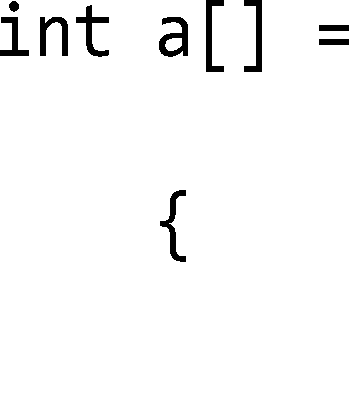 int a[] =
{